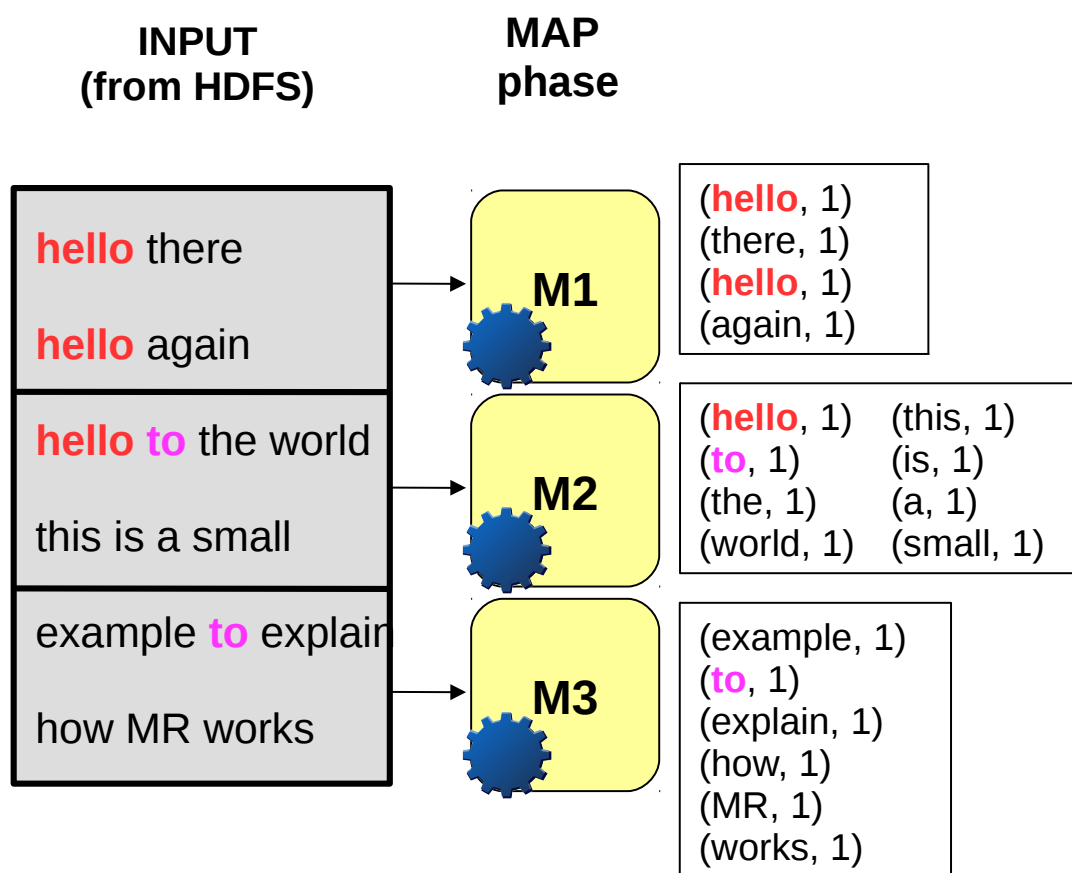 INPUT
(from HDFS)
MAP
phase
hello there
hello again
hello to the world
this is a small
example to explain
how MR works
M1
M2
M3
(hello, 1)
(there, 1)
(hello, 1)
(again, 1)
(hello, 1) (this, 1)
(to, 1) (is, 1)
(the, 1) (a, 1)
(world, 1) (small, 1)
(example, 1)
(to, 1)
(explain, 1)
(how, 1)
(MR, 1)
(works, 1)